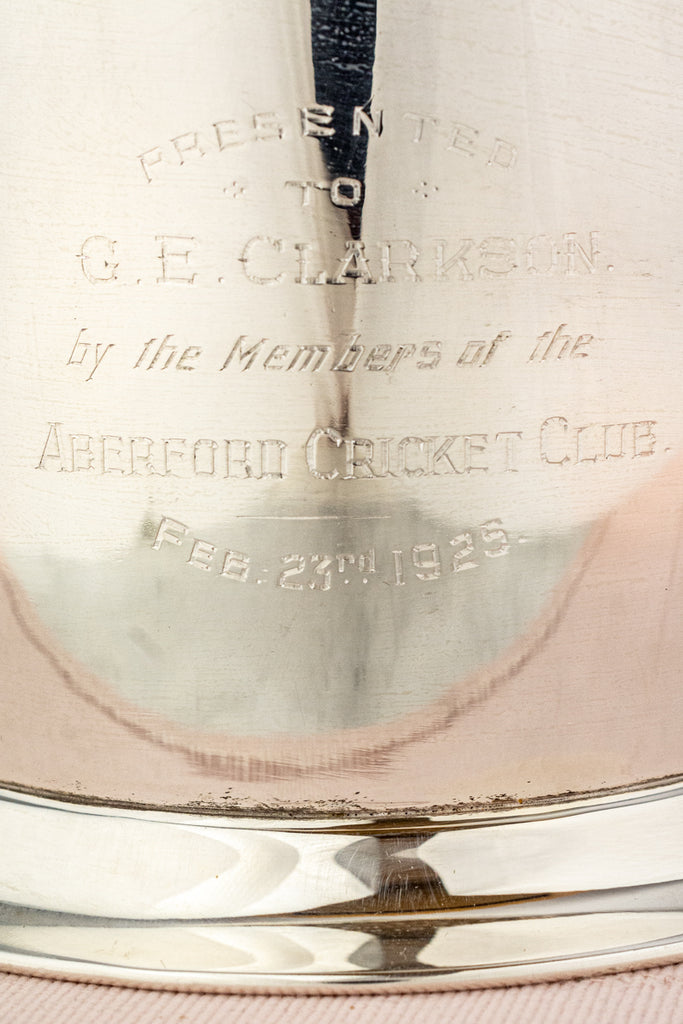 PRESENTED
TO
G. E. CLARKSON.
by the Members of the
ABERFORD CRICKET CLUB.
FEB. 23rd. 1925.